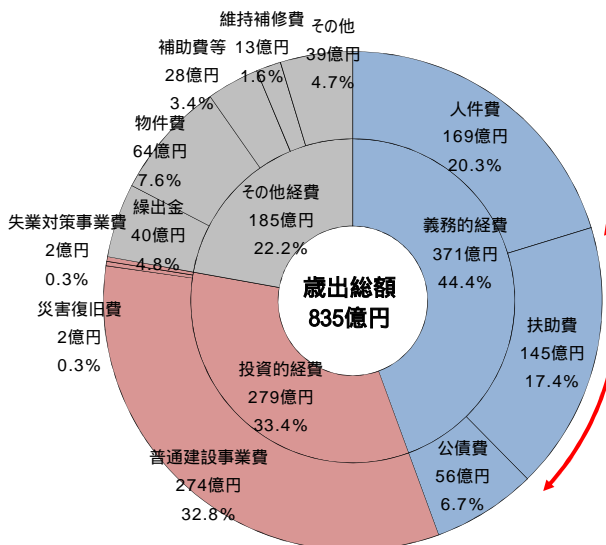 歳出総額
835億円
義務的経費
371億円
44.4%
人件費
169億円
20.3%
扶助費
145億円
17.4%
公債費
56億円
6.7%
投資的経費
279億円
33.4%
普通建設事業費
274億円
32.8%
災害復旧費
2億円
0.3%
失業対策事業費
2億円
0.3%
その他経費
185億円
22.2%
繰出金
40億円
4.8%
物件費
64億円
7.6%
補助費等
28億円
3.4%
維持補修費
13億円
1.6%
その他
39億円
4.7%